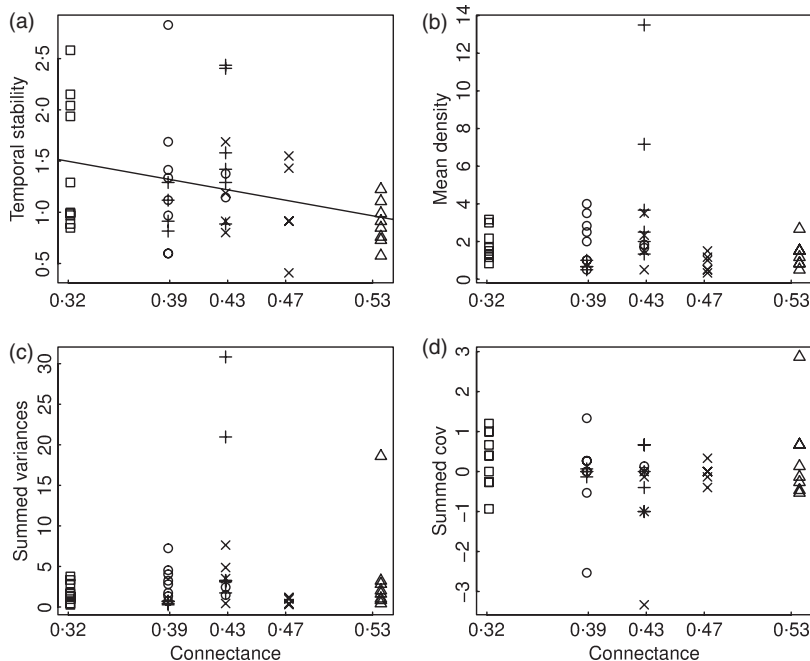 (a)
Temporal stability
2·5
2·0
1·5
1·0
0·5
0·32 0·39 0·43 0·47 0·53
(b)
Mean density
14
12
10
8
6
4
2
0
0·32 0·39 0·43 0·47 0·53
(c)
Summed variances
30
25
20
15
10
5
0
0·32 0·39 0·43 0·47 0·53
Connectance
(d)
Summed cov
3
2
1
0
−1
−2
−3
0·32 0·39 0·43 0·47 0·53
Connectance